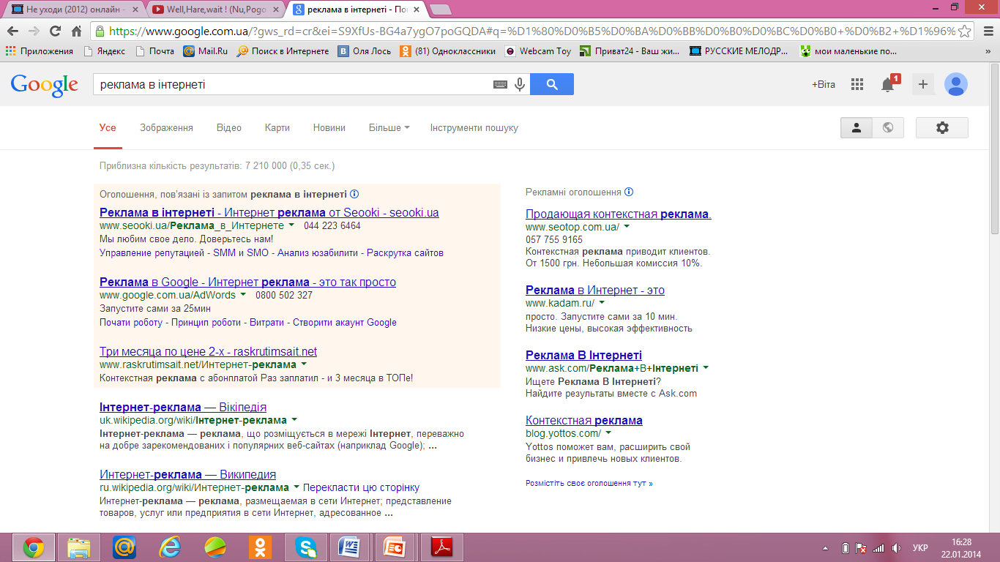 Не уходи (2012) онлайн -
Well,Hare,wait ! (Nu,Pogo
реклама в інтернеті - По
https://www.google.com.ua/?gws_rd=cr&ei=S9XfUs-BG4a7ygO7poGQDA#q=%D1%80%D0%B5%D0%BA%D0%BB%D0%B0%D0%BC%D0%B0+%D0%B2+%D1%96%
Приложения Яндекс Почта Mail.Ru Поиск в Интернете Оля Лось (81) Одноклассники Webcam Toy Приват24 - Ваш жи... РУССКИЕ МЕЛОДР... мои маленькие по... »
Google
реклама в інтернеті
+Віта
1
Усе Зображення Відео Карти Новини Більше Інструменти пошуку
Приблизна кількість результатів: 7 210 000 (0,35 сек.)
Оголошення, пов'язані із запитом реклама в інтернеті
Реклама в інтернеті - Интернет реклама от Seooki - seooki.ua
www.seooki.ua/Реклама_в_Интернете 044 223 6464
Мы любим свое дело. Доверьтесь нам!
Управление репутацией - SMM и SMO - Анализ юзабилити - Раскрутка сайтов
Реклама в Google - Интернет реклама - это так просто
www.google.com.ua/AdWords 0800 502 327
Запустите сами за 25мин
Почати роботу - Принцип роботи - Витрати - Створити акаунт Google
Три месяца по цене 2-х - raskrutimsait.net
www.raskrutimsait.net/Интернет-реклама
Контекстная реклама с абонплатой Раз заплатил - и 3 месяца в ТОПе!
Інтернет-реклама — Вікіпедія
uk.wikipedia.org/wiki/Інтернет-реклама
Інтернет-реклама — реклама, що розміщується в мережі Інтернет, переважно
на добре зарекомендованих і популярних веб-сайтах (наприклад Google); ...
Интернет-реклама — Википедия
ru.wikipedia.org/wiki/Интернет-реклама Перекласти цю сторінку
Интернет-реклама — реклама, размещаемая в сети Интернет; представление
товаров, услуг или предприятия в сети Интернет, адресованное ...
Рекламні оголошення
Продающая контекстная реклама.
www.seotop.com.ua/
057 755 9165
Контекстная реклама приводит клиентов.
От 1500 грн. Небольшая комиссия 10%.
Реклама в Интернет - это
www.kadam.ru/
просто. Запустите сами за 10 мин.
Низкие цены, высокая эффективность
Реклама В Інтернеті
www.ask.com/Реклама+В+Інтернеті
Ищете Реклама В Інтернеті?
Найдите результаты вместе с Ask.com
Контекстная реклама
blog.yottos.com/
Yottos поможет вам, расширить свой
бизнес и привлечь новых клиентов.
Розмістіть своє оголошення тут »
УКР
16:28
22.01.2014